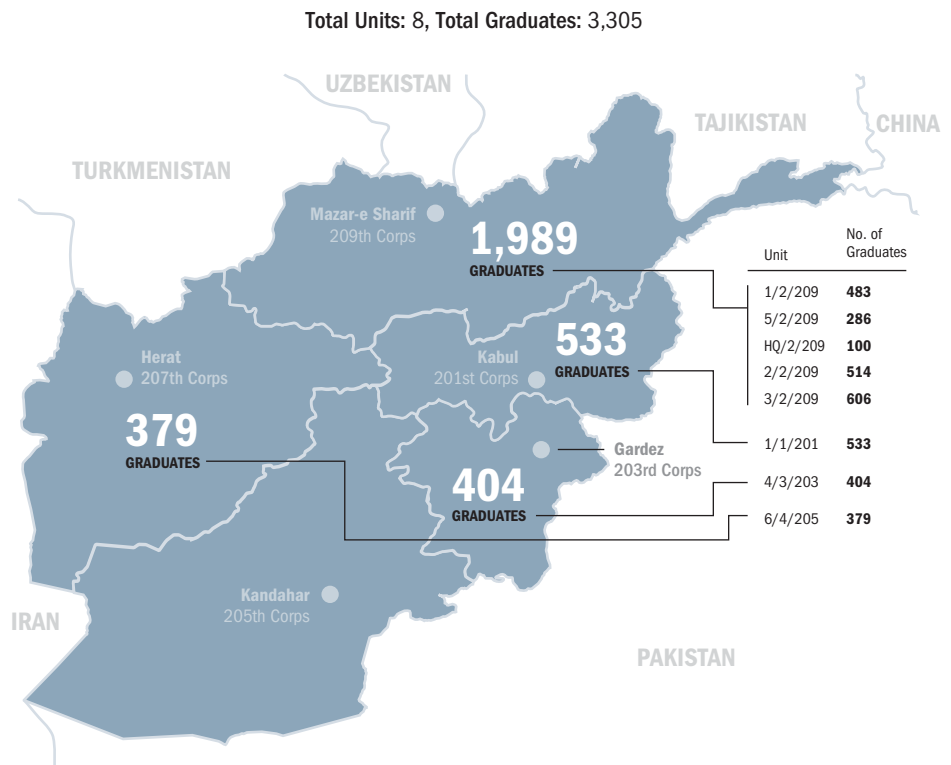 Total Units: 8, Total Graduates: 3,305
UZBEKISTAN
TAJIKISTAN
CHINA
TURKMENISTAN
Mazar-e Sharif
209th Corps
1,989
GRADUATES
Unit No. of Graduates
1/2/209 483
5/2/209 286
HQ/2/209 100
2/2/209 514
3/2/209 606
1/1/201 533
4/3/203 404
6/4/205 379
533
GRADUATES
Kabul
201st Corps
Herat
207th Corps
379
GRADUATES
Gardez
203rd Corps
404
GRADUATES
Kandahar
205th Corps
IRAN
PAKISTAN